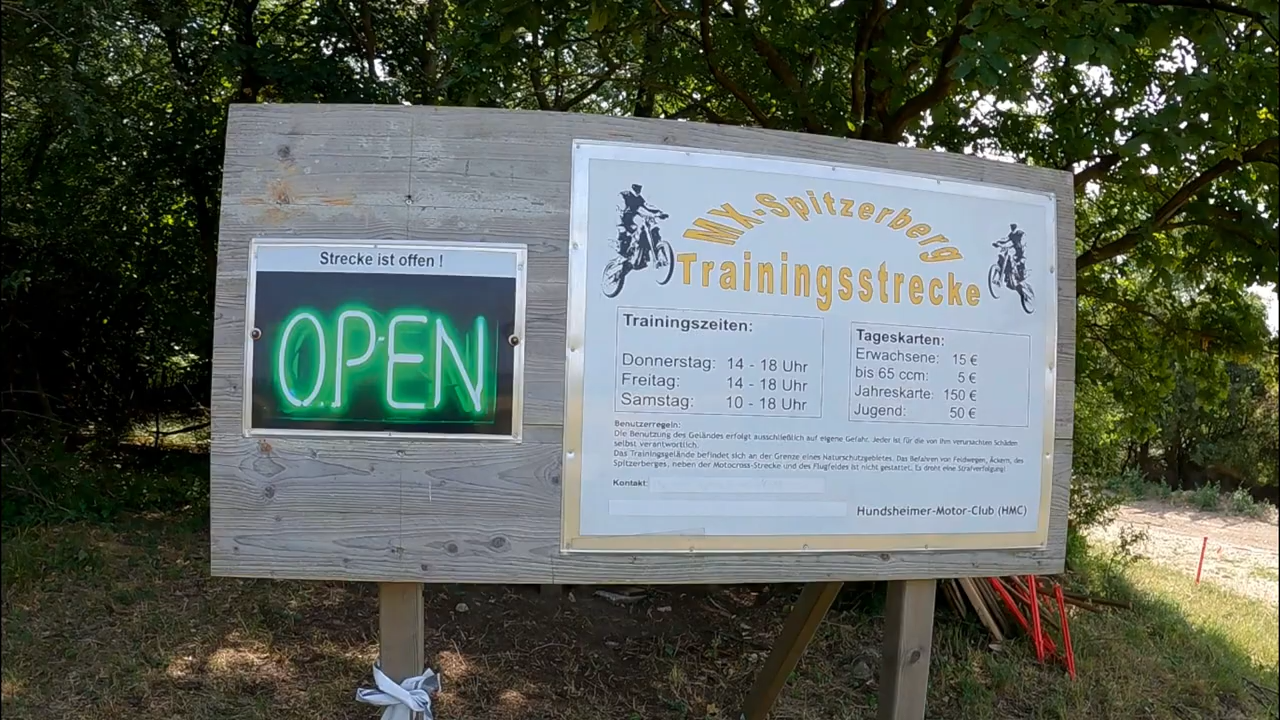 Strecke ist offen !
OPEN
MX-Spitzerberg
Trainingsstrecke
Trainingszeiten:
Donnerstag: 14 - 18 Uhr
Freitag: 14 - 18 Uhr
Samstag: 10 - 18 Uhr
Tageskarten:
Erwachsene: 15 €
bis 65 ccm: 5 €
Jahreskarte: 150 €
Jugend: 50 €
Benutzerregeln:
Die Benutzung des Geländes erfolgt ausschließlich auf eigene Gefahr. Jeder ist für die von ihm verursachten Schäden
selbst verantwortlich.
Das Trainingsgelände befindet sich an der Grenze eines Naturschutzgebietes. Das Befahren von Feldwegen, Äckern, des
Spitzerberges, neben der Motocross-Strecke und des Flugfeldes ist nicht gestattet. Es droht eine Strafverfolgung!
Kontakt:
Hundsheimer-Motor-Club (HMC)